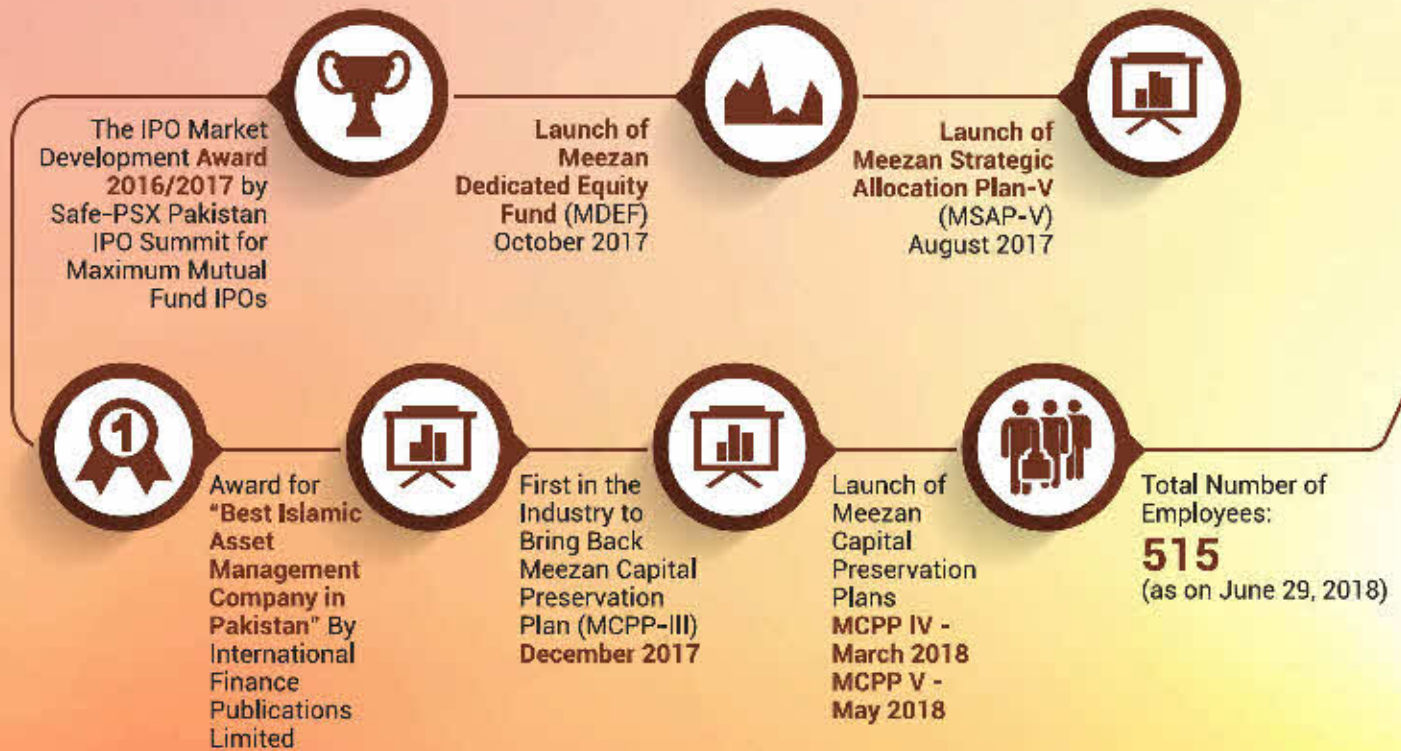 The IPO Market
Development Award
2016/2017 by
Safe-PSX Pakistan
IPO Summit for
Maximum Mutual
Fund IPOs
Launch of
Meezan
Dedicated Equity
Fund (MDEF)
October 2017
Launch of
Meezan Strategic
Allocation Plan-V
(MSAP-V)
August 2017
1
Award for
“Best Islamic
Asset
Management
Company in
Pakistan” By
International
Finance
Publications
Limited
First in the
Industry to
Bring Back
Meezan Capital
Preservation
Plan (MCPP-III)
December 2017
Launch of
Meezan
Capital
Preservation
Plans
MCPP IV -
March 2018
MCPP V -
May 2018
Total Number of
Employees:
515
(as on June 29, 2018)